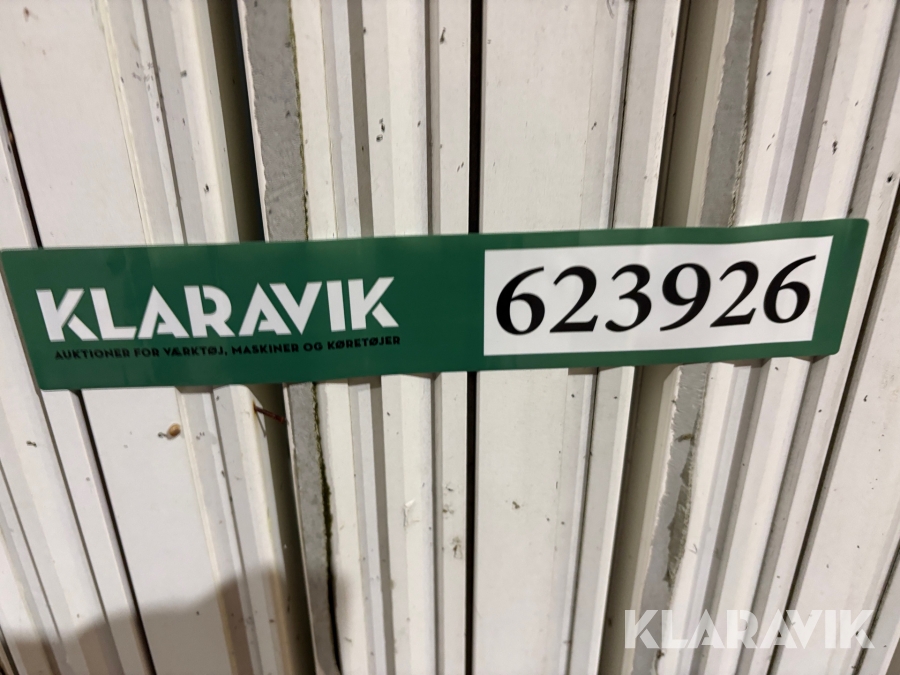 KLARAVIK
AUKTIONER FOR VÆRKTØJ, MASKINER OG KØRETØJER
623926
KLARAVIK